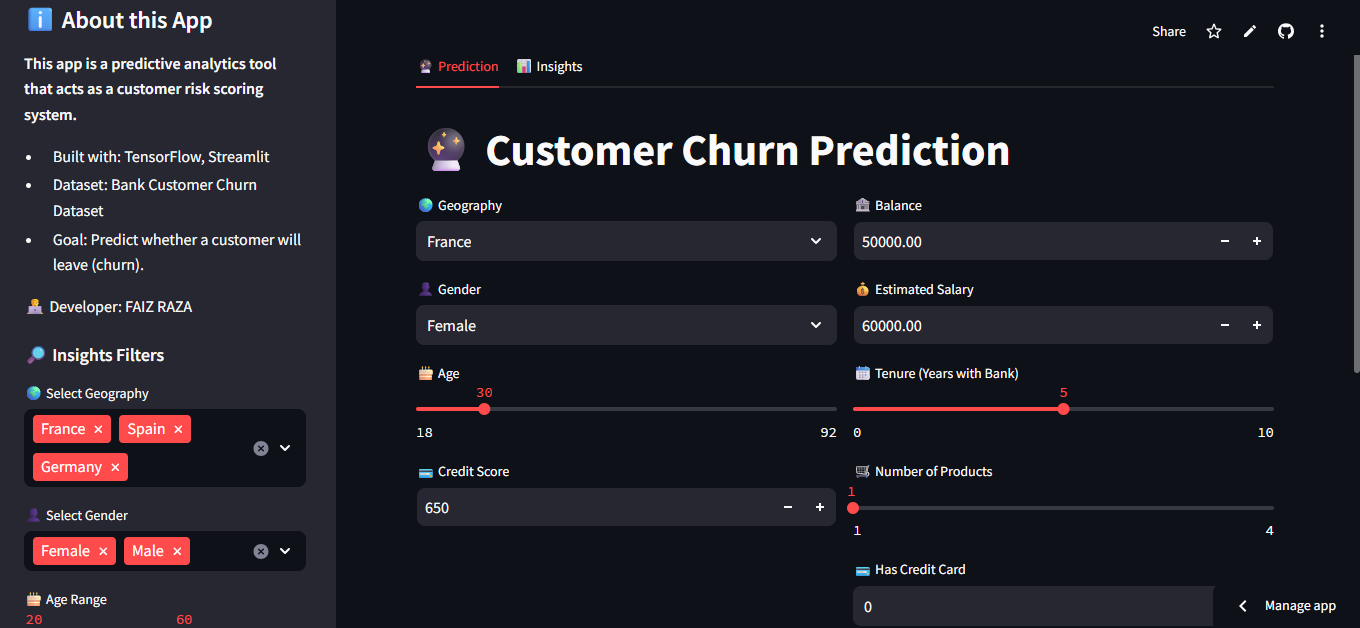 About this App
This app is a predictive analytics tool
that acts as a customer risk scoring
system.
Built with: TensorFlow, Streamlit
Dataset: Bank Customer Churn
Dataset
Goal: Predict whether a customer will
leave (churn).
Developer: FAIZ RAZA
Insights Filters
Select Geography
France × Spain ×
Germany ×
Select Gender
Female × Male ×
Age Range
20 60
Share
Prediction Insights
Customer Churn Prediction
Geography
France
Gender
Female
Age
30
18 92
Credit Score
650
Balance
50000.00
Estimated Salary
60000.00
Tenure (Years with Bank)
5
0 10
Number of Products
1
1 4
Has Credit Card
0
Manage app